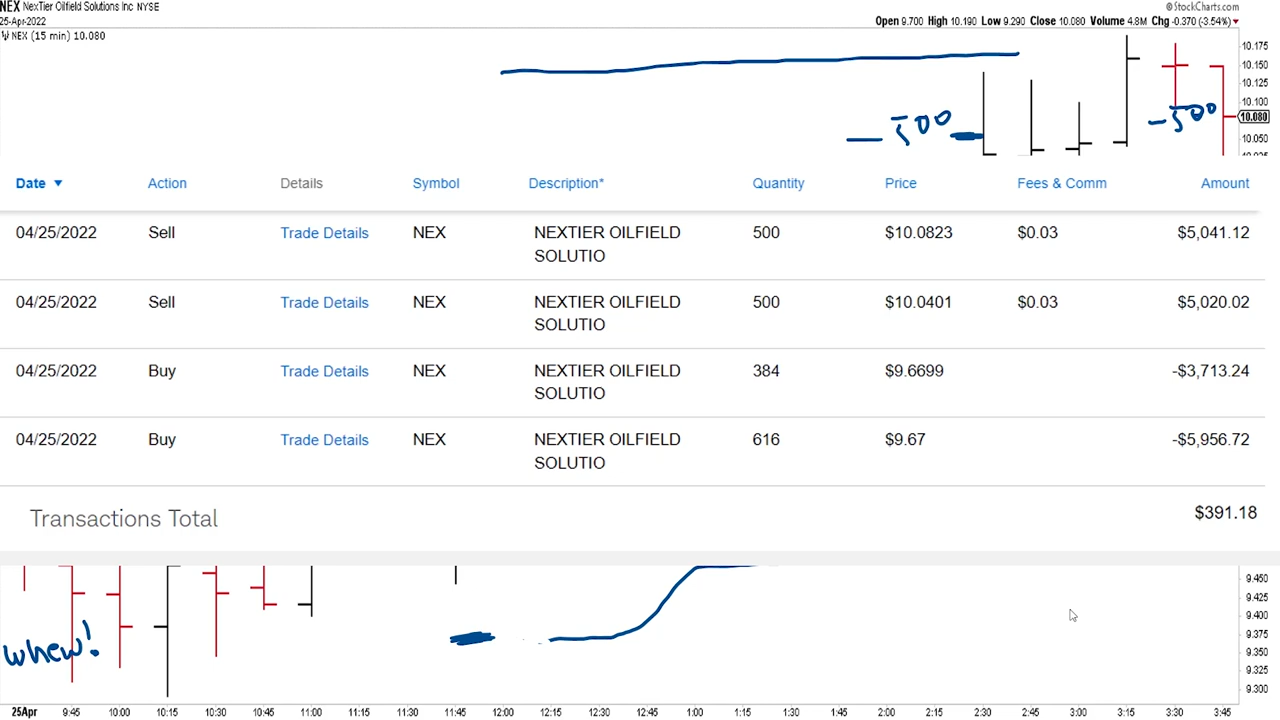 NEX NexTier Oilfield Solutions Inc NYSE
© StockCharts.com
25-Apr-2022
Open 9.700 High 10.190 Low 9.290 Close 10.080 Volume 4.8M Chg -0.370 (-3.54%)
NEX (15 min) 10.080
10.175
10.150
10.125
10.100
10.080
10.050
10.025
-500
-500
Date Action Details Symbol Description* Quantity Price Fees & Comm Amount
04/25/2022 Sell Trade Details NEX NEXTIER OILFIELD 500 $10.0823 $0.03 $5,041.12
SOLUTIO
04/25/2022 Sell Trade Details NEX NEXTIER OILFIELD 500 $10.0401 $0.03 $5,020.02
SOLUTIO
04/25/2022 Buy Trade Details NEX NEXTIER OILFIELD 384 $9.6699 -$3,713.24
SOLUTIO
04/25/2022 Buy Trade Details NEX NEXTIER OILFIELD 616 $9.67 -$5,956.72
SOLUTIO
Transactions Total $391.18
9.450
9.425
9.400
9.375
9.350
9.325
9.300
whew!
25Apr 9:45 10:00 10:15 10:30 10:45 11:00 11:15 11:30 11:45 12:00 12:15 12:30 12:45 1:00 1:15 1:30 1:45 2:00 2:15 2:30 2:45 3:00 3:15 3:30 3:45